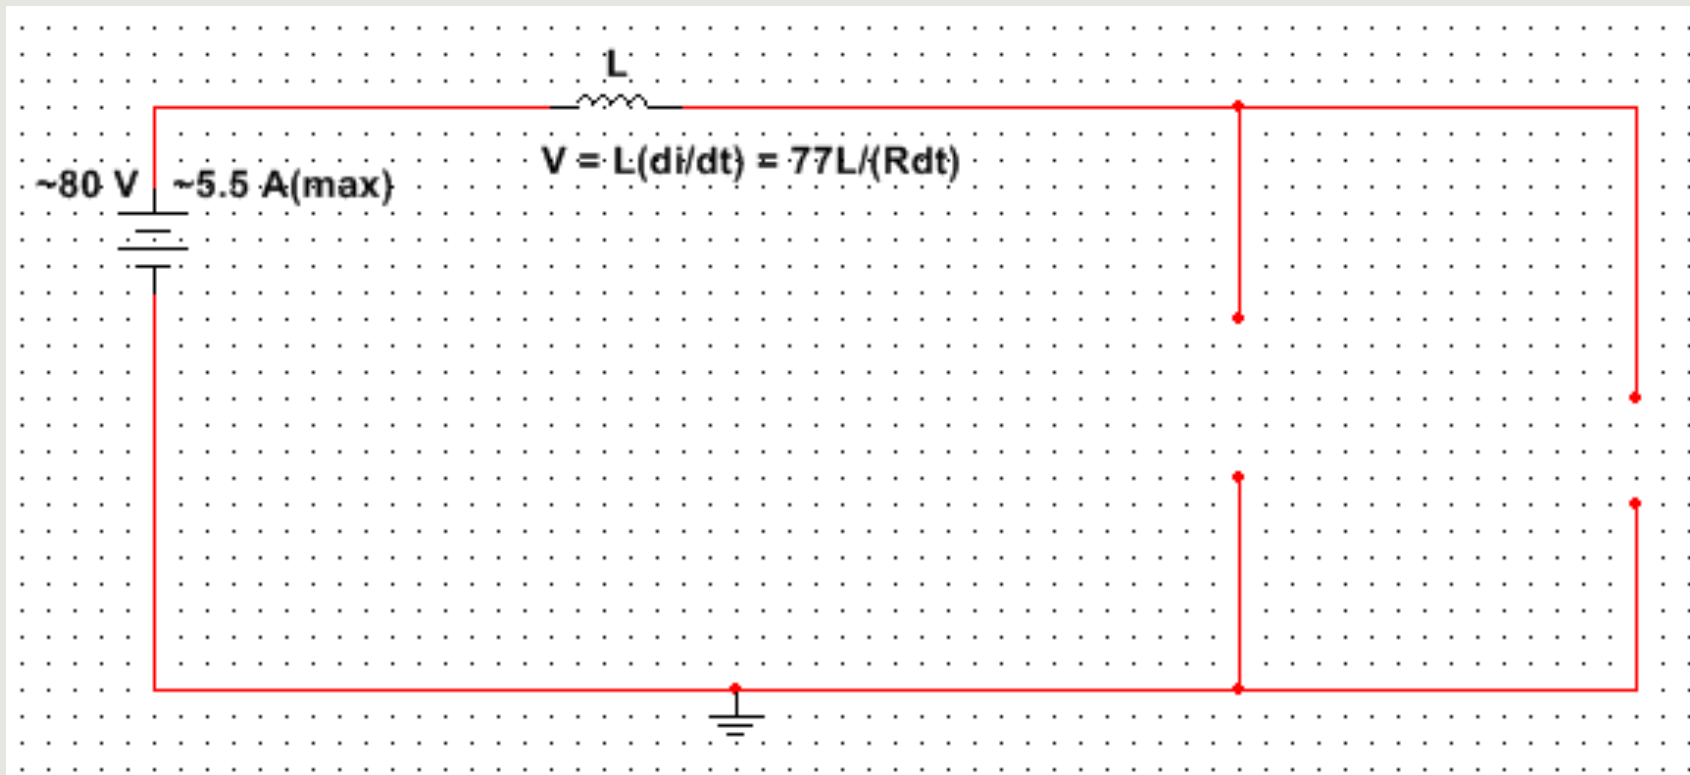 L
V = L(di/dt) = 77L/(Rdt)
~80 V ~5.5 A(max)